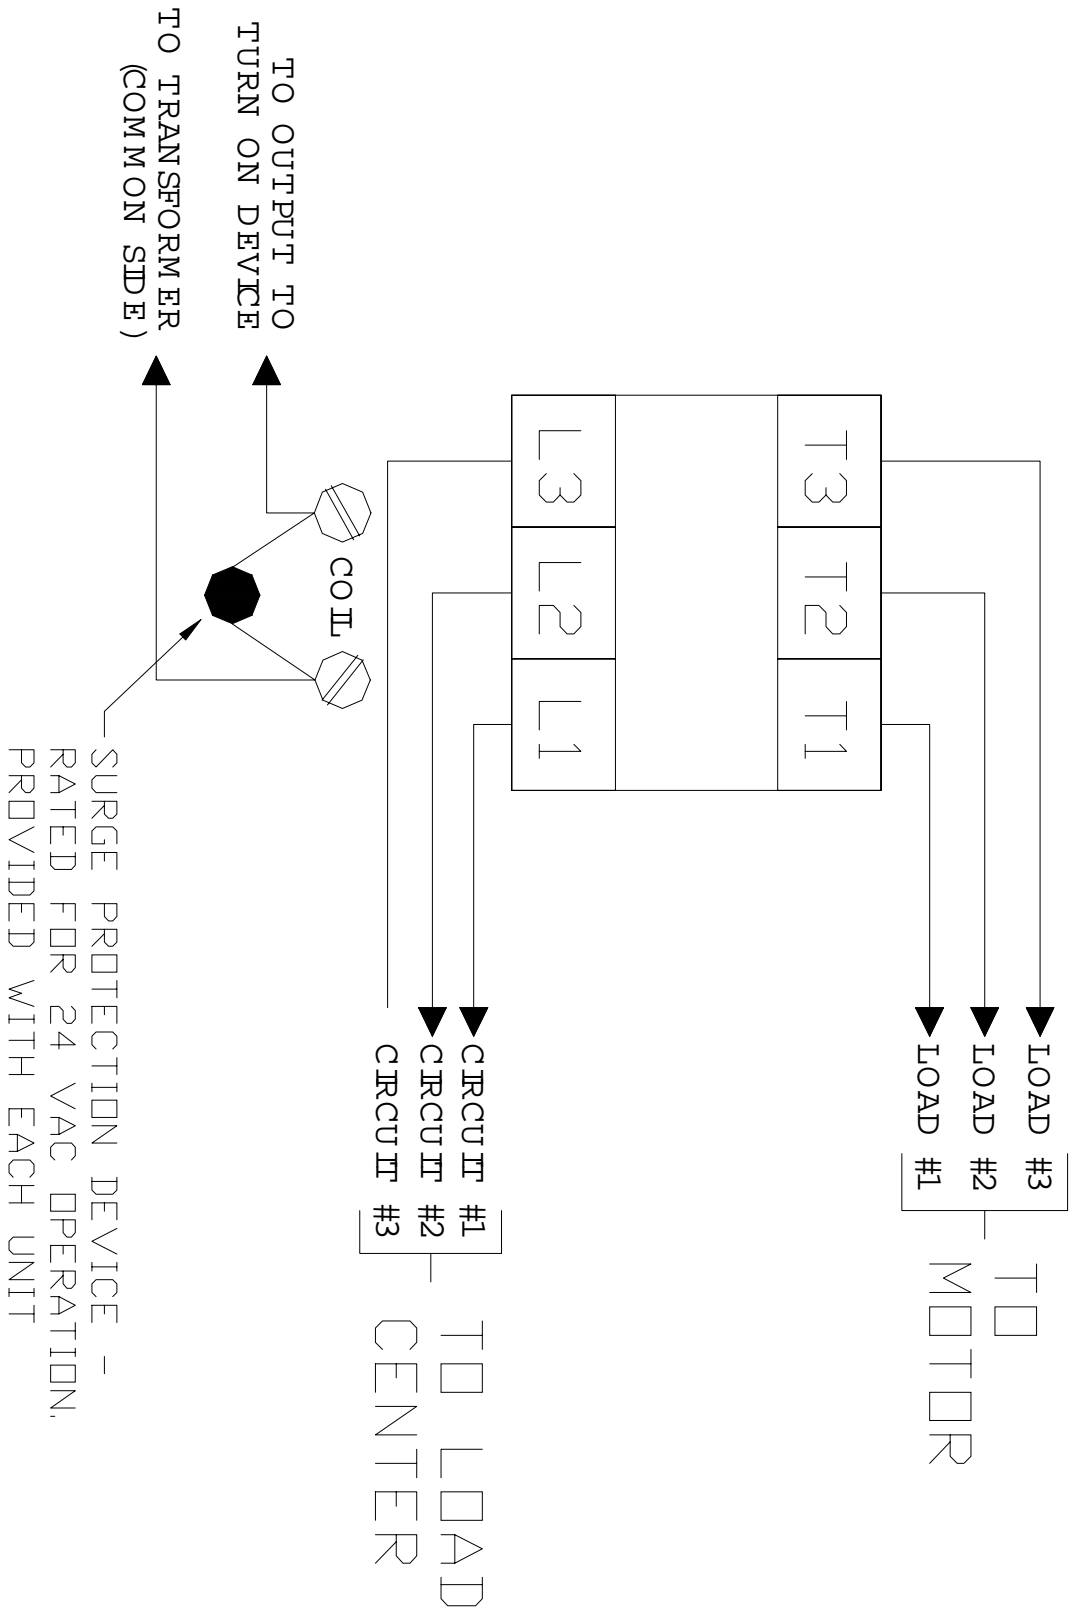 LOAD #3
LOAD #2
LOAD #1
TO
MOTOR
T3
T2
T1
L3
L2
L1
CIRCUIT #1
CIRCUIT #2
CIRCUIT #3
TO LOAD
CENTER
COIL
TO OUTPUT TO
TURN ON DEVICE
TO TRANSFORMER
(COMMON SIDE)
SURGE PROTECTION DEVICE -
RATED FOR 24 VAC OPERATION.
PROVIDED WITH EACH UNIT